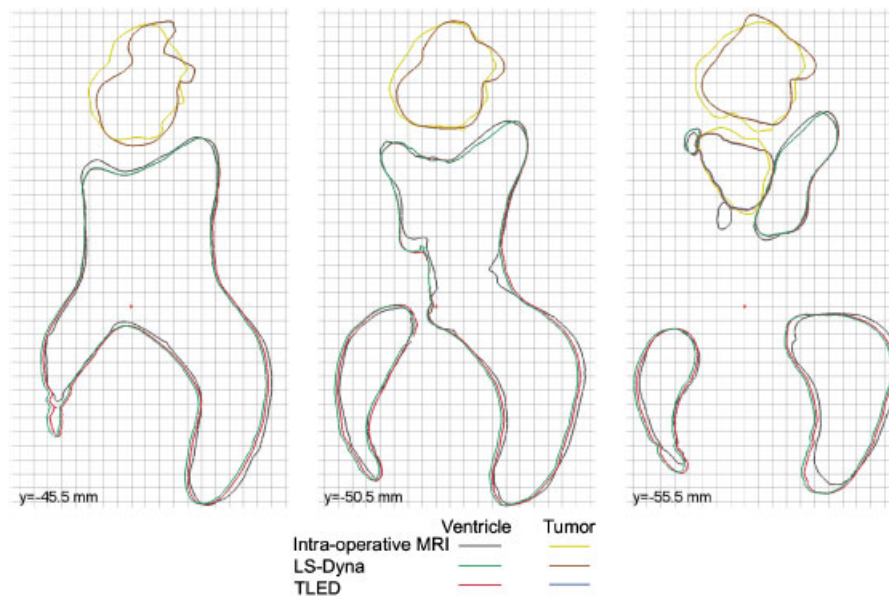 y=-45.5 mm
y=-50.5 mm
y=-55.5 mm
Ventricle Tumor
Intra-operative MRI
LS-Dyna
TLED